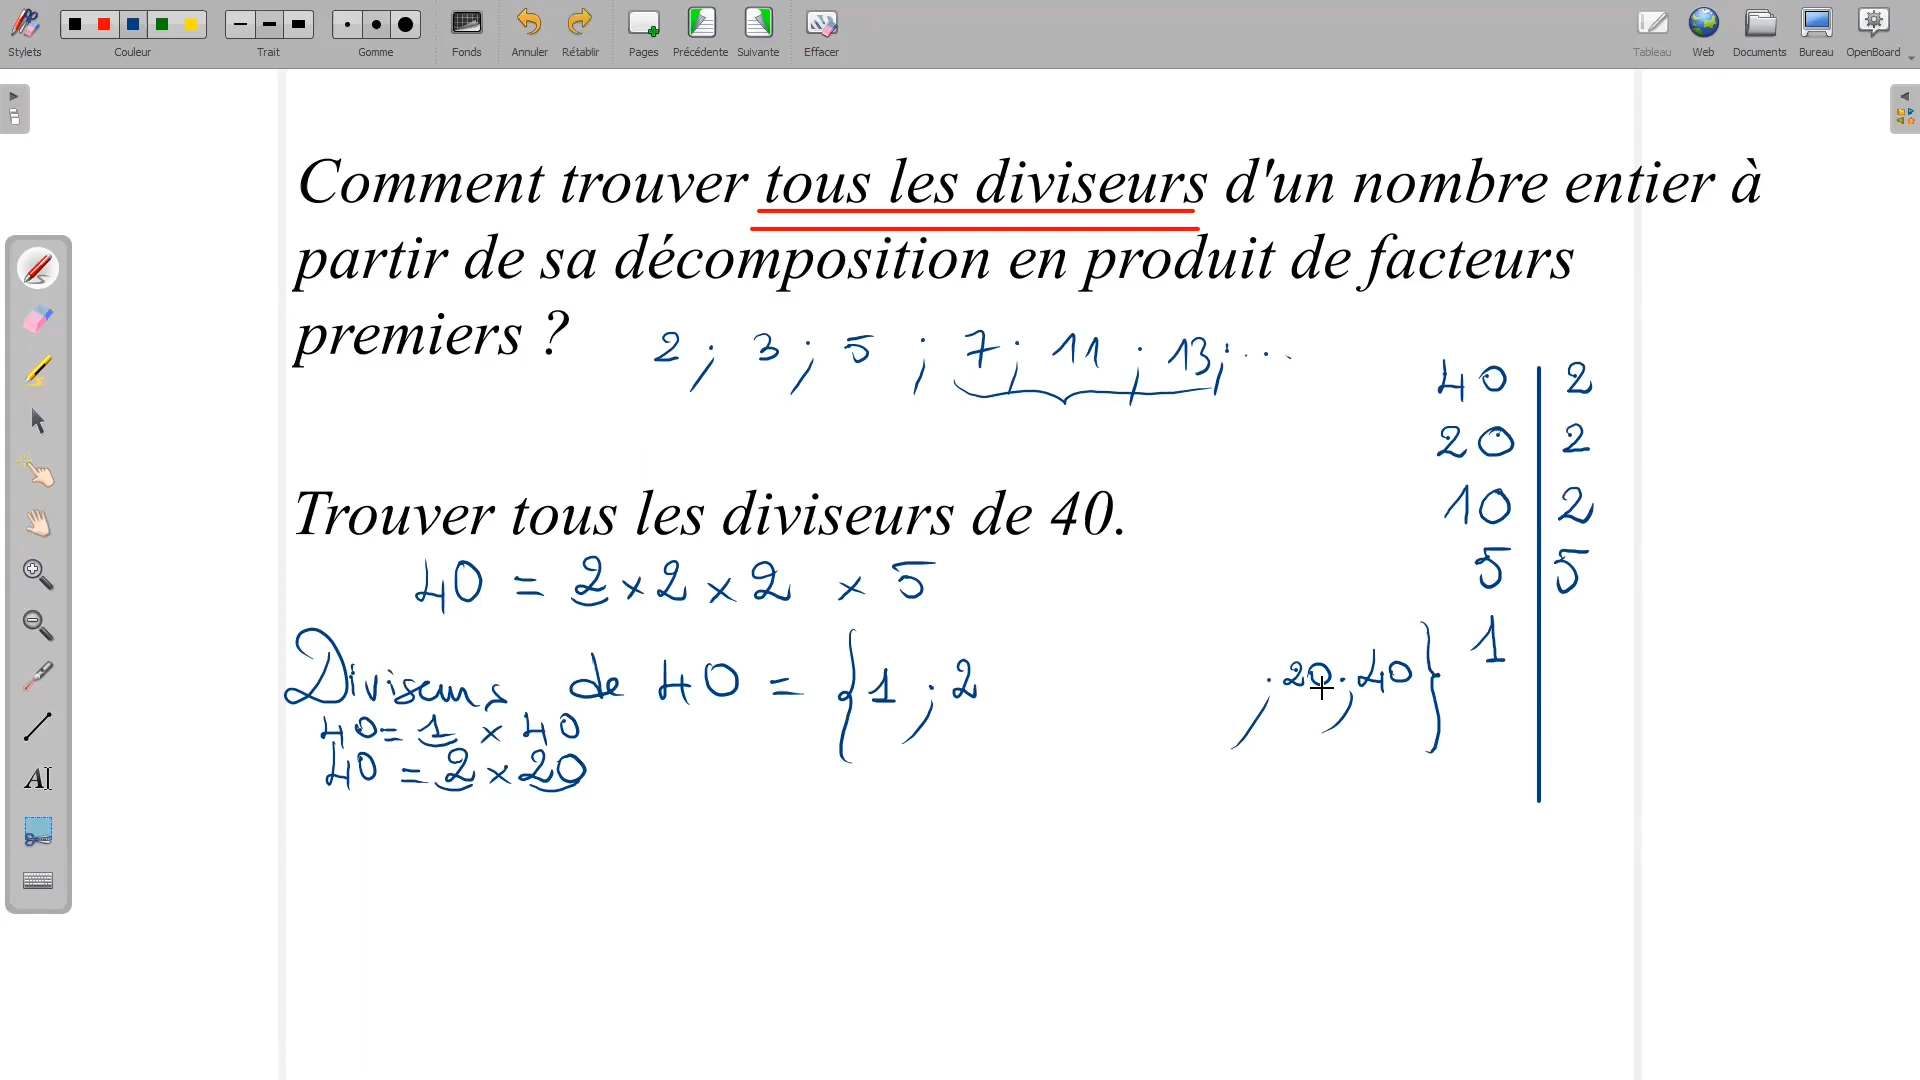 Stylets Couleur Trait Gomme Fonds Annuler Rétablir Pages Précédente Suivante Effacer Tableau Web Documents Bureau OpenBoard
Comment trouver tous les diviseurs d'un nombre entier à
partir de sa décomposition en produit de facteurs
premiers ?
2 ; 3 ; 5 ; 7 ; 11 ; 13 ; ...
40 | 2
20 | 2
10 | 2
5 | 5
1
Trouver tous les diviseurs de 40.
40 = 2 × 2 × 2 × 5
Diviseurs de 40 = { 1 ; 2 ; 20 ; 40 }
40 = 1 × 40
40 = 2 × 20